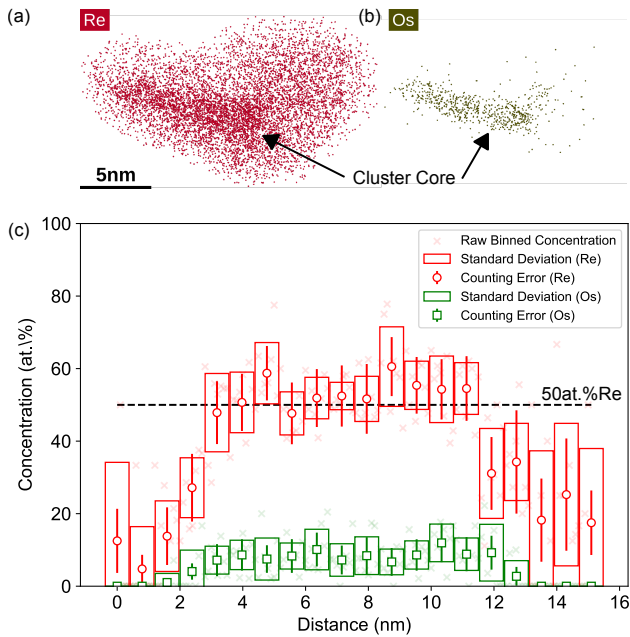 (a)
Re
(b)
Os
5nm
Cluster Core
(c)
100
80
60
40
20
0
Concentration (at.\%)
Raw Binned Concentration
Standard Deviation (Re)
Counting Error (Re)
Standard Deviation (Os)
Counting Error (Os)
50at.%Re
0 2 4 6 8 10 12 14 16
Distance (nm)